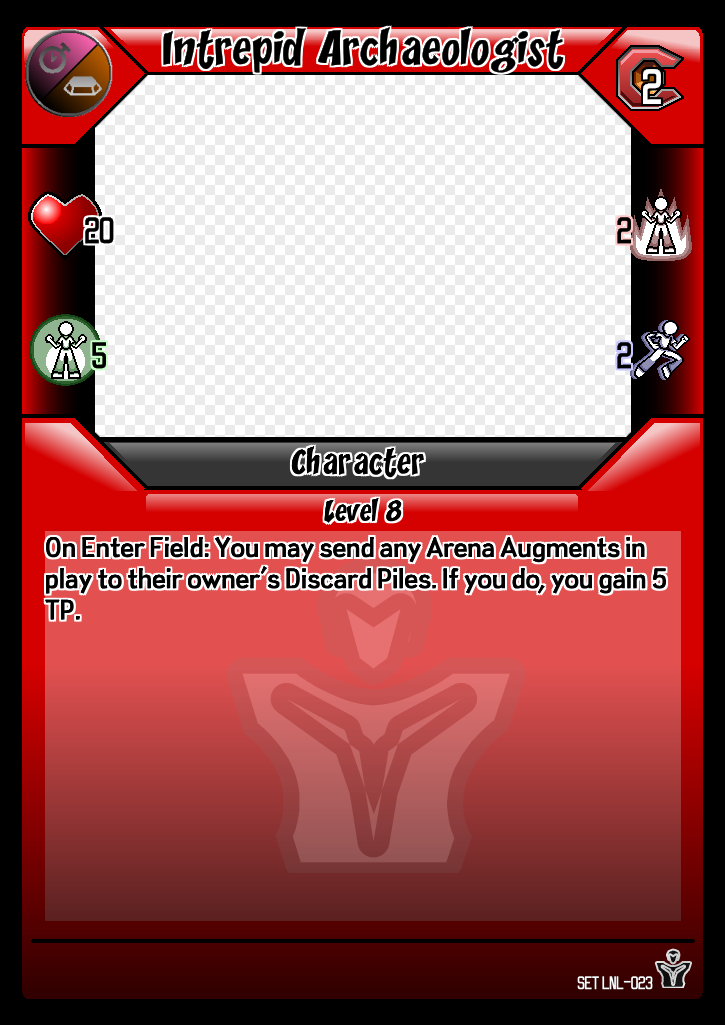 Intrepid Archaeologist
2
20
2
5
2
Character
Level 8
On Enter Field: You may send any Arena Augments in
play to their owner's Discard Piles. If you do, you gain 5
TP.
SET LNL-023